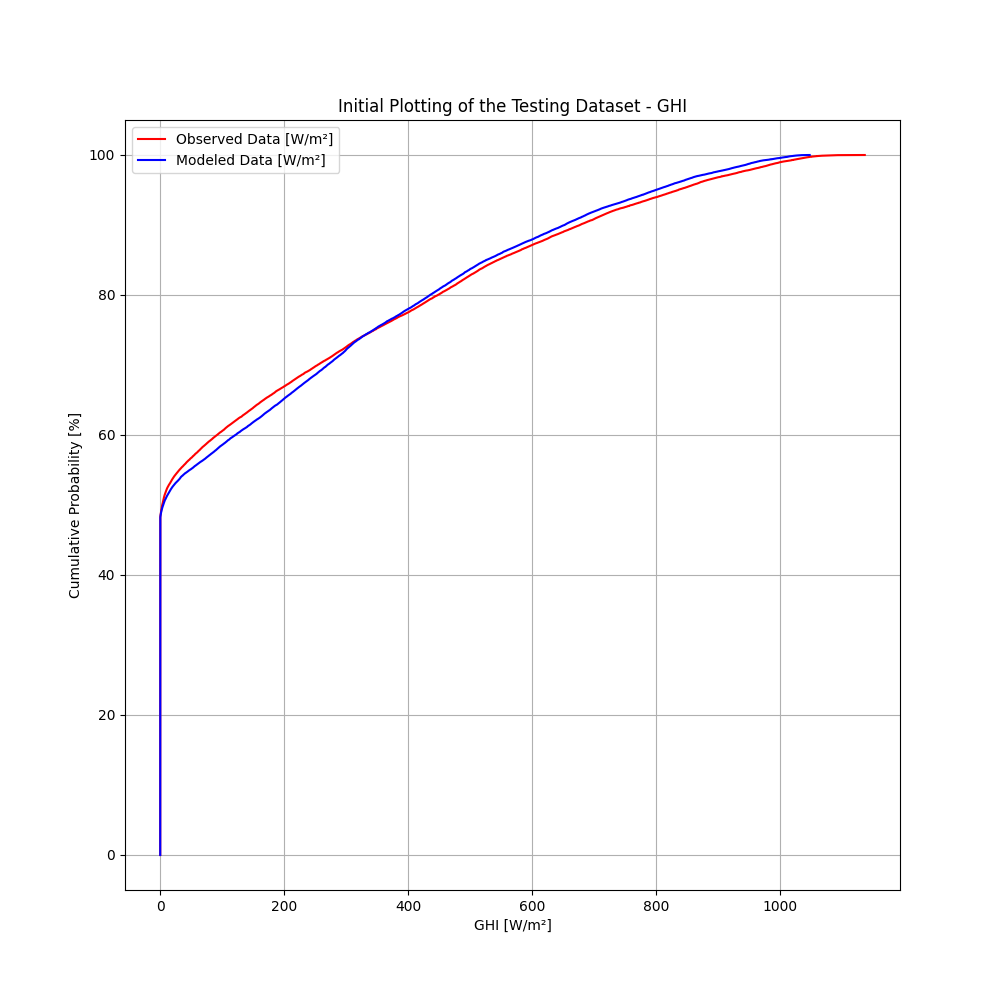 Initial Plotting of the Testing Dataset - GHI
Observed Data [W/m²]
Modeled Data [W/m²]
100
80
60
40
20
0
Cumulative Probability [%]
0 200 400 600 800 1000
GHI [W/m²]